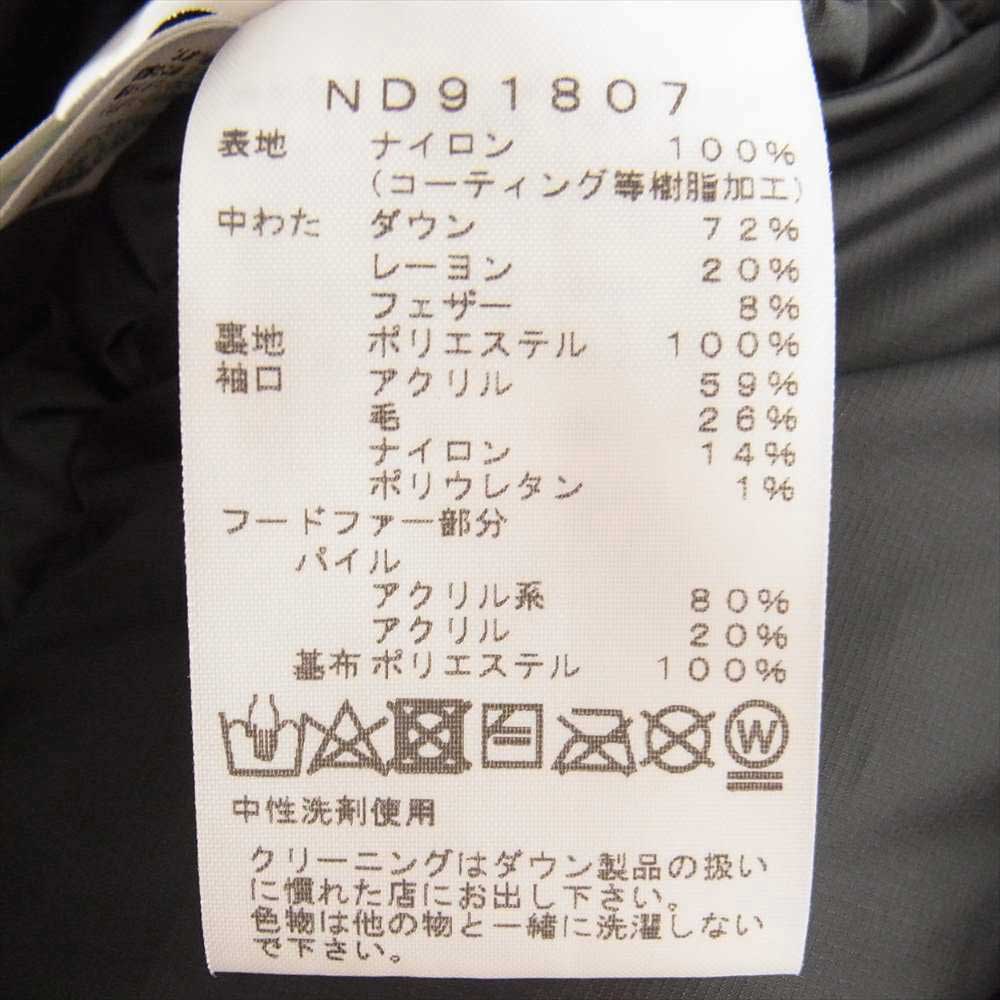 ND91807
表地 ナイロン 100%
(コーティング等樹脂加工)
中わた ダウン 72%
レーヨン 20%
フェザー 8%
裏地 ポリエステル 100%
袖口 アクリル 59%
毛 26%
ナイロン 14%
ポリウレタン 1%
フードファー部分
パイル
アクリル系 80%
アクリル 20%
基布 ポリエステル 100%
W
中性洗剤使用
クリーニングはダウン製品の扱い
に慣れた店にお出し下さい。
色物は他の物と一緒に洗濯しない
で下さい。